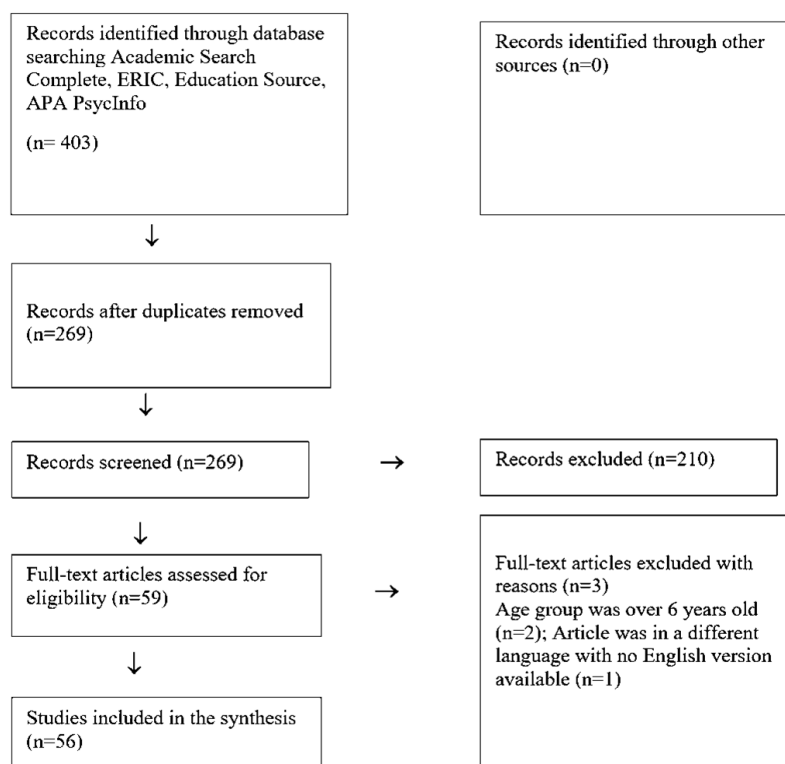 Records identified through database
searching Academic Search
Complete, ERIC, Education Source,
APA PsycInfo
(n= 403)
Records identified through other
sources (n=0)
↓
Records after duplicates removed
(n=269)
↓
Records screened (n=269)
→
Records excluded (n=210)
↓
Full-text articles assessed for
eligibility (n=59)
→
Full-text articles excluded with
reasons (n=3)
Age group was over 6 years old
(n=2); Article was in a different
language with no English version
available (n=1)
↓
Studies included in the synthesis
(n=56)